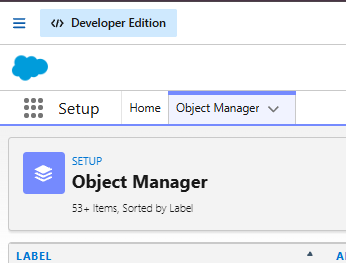 </> Developer Edition
Setup Home Object Manager
SETUP
Object Manager
53+ Items, Sorted by Label
LABEL